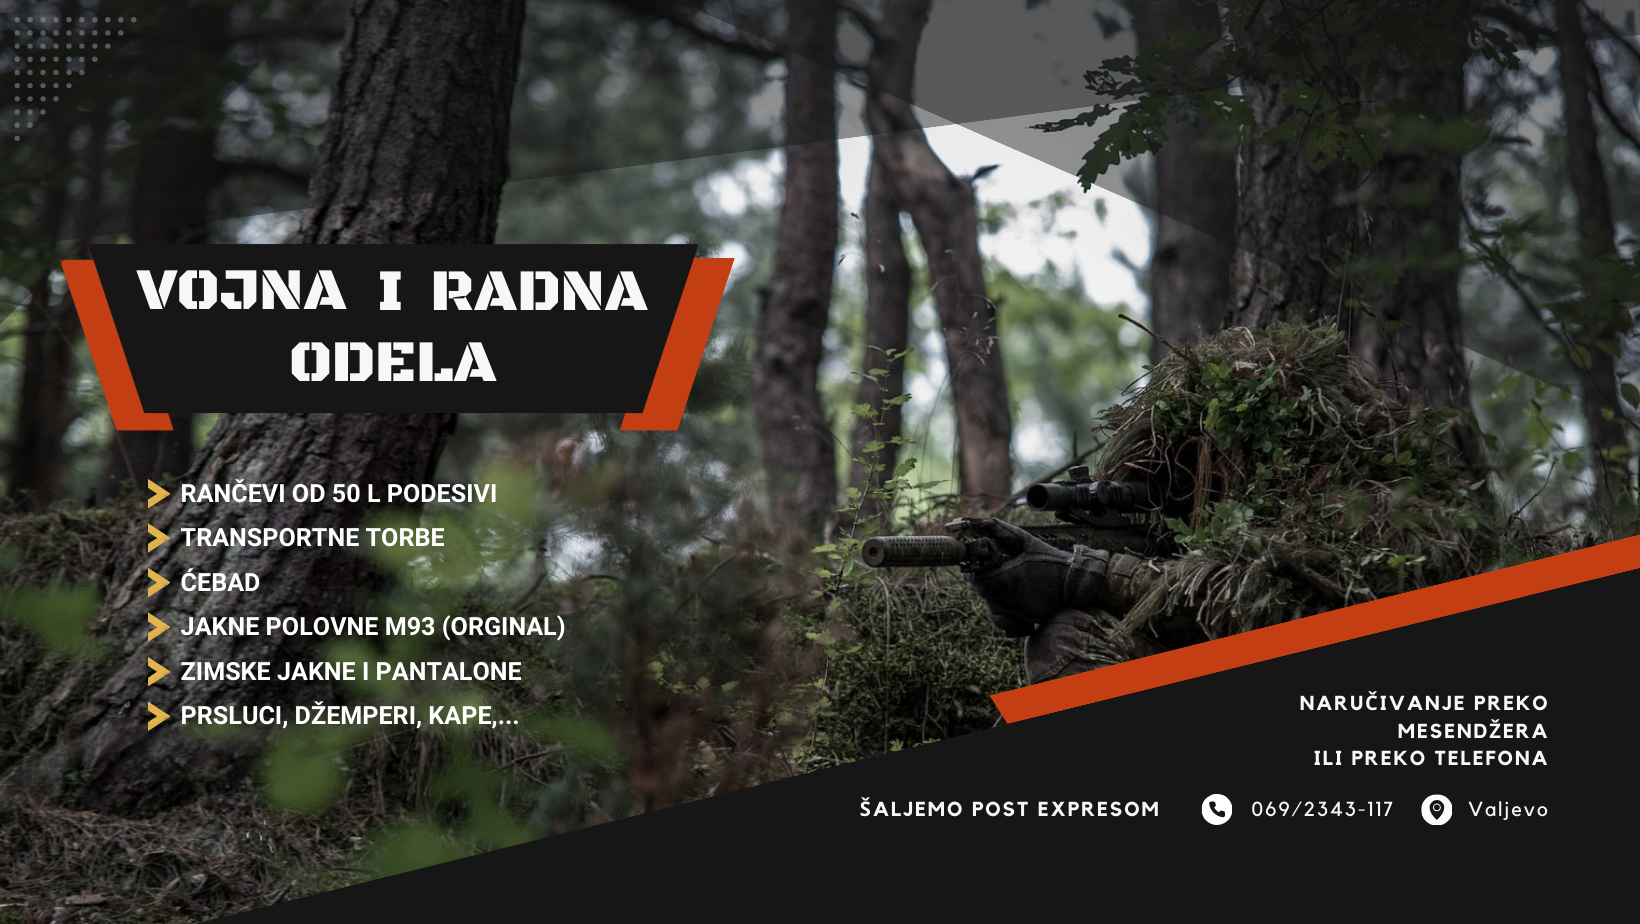 VOJNA I RADNA
ODELA
RANČEVI OD 50 L PODESIVI
TRANSPORTNE TORBE
ĆEBAD
JAKNE POLOVNE M93 (ORGINAL)
ZIMSKE JAKNE I PANTALONE
PRSLUCI, DŽEMPERI, KAPE,...
NARUČIVANJE PREKO
MESENDŽERA
ILI PREKO TELEFONA
ŠALJEMO POST EXPRESOM 069/2343-117 Valjevo